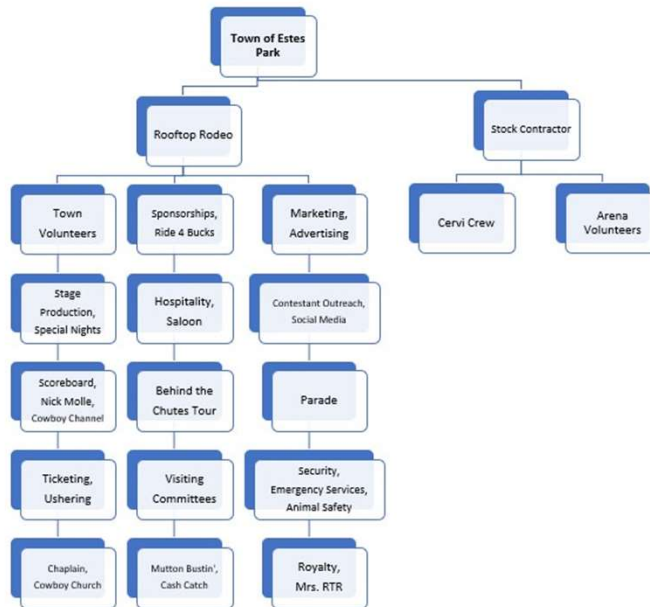 Town of Estes
Park
Rooftop Rodeo
Stock Contractor
Town
Volunteers
Sponsorships,
Ride 4 Bucks
Marketing,
Advertising
Cervi Crew
Arena
Volunteers
Stage
Production,
Special Nights
Hospitality,
Saloon
Contestant Outreach,
Social Media
Scoreboard,
Nick Molle,
Cowboy Channel
Behind the
Chutes Tour
Parade
Ticketing,
Ushering
Visiting
Committees
Security,
Emergency Services,
Animal Safety
Chaplain,
Cowboy Church
Mutton Bustin',
Cash Catch
Royalty,
Mrs. RTR